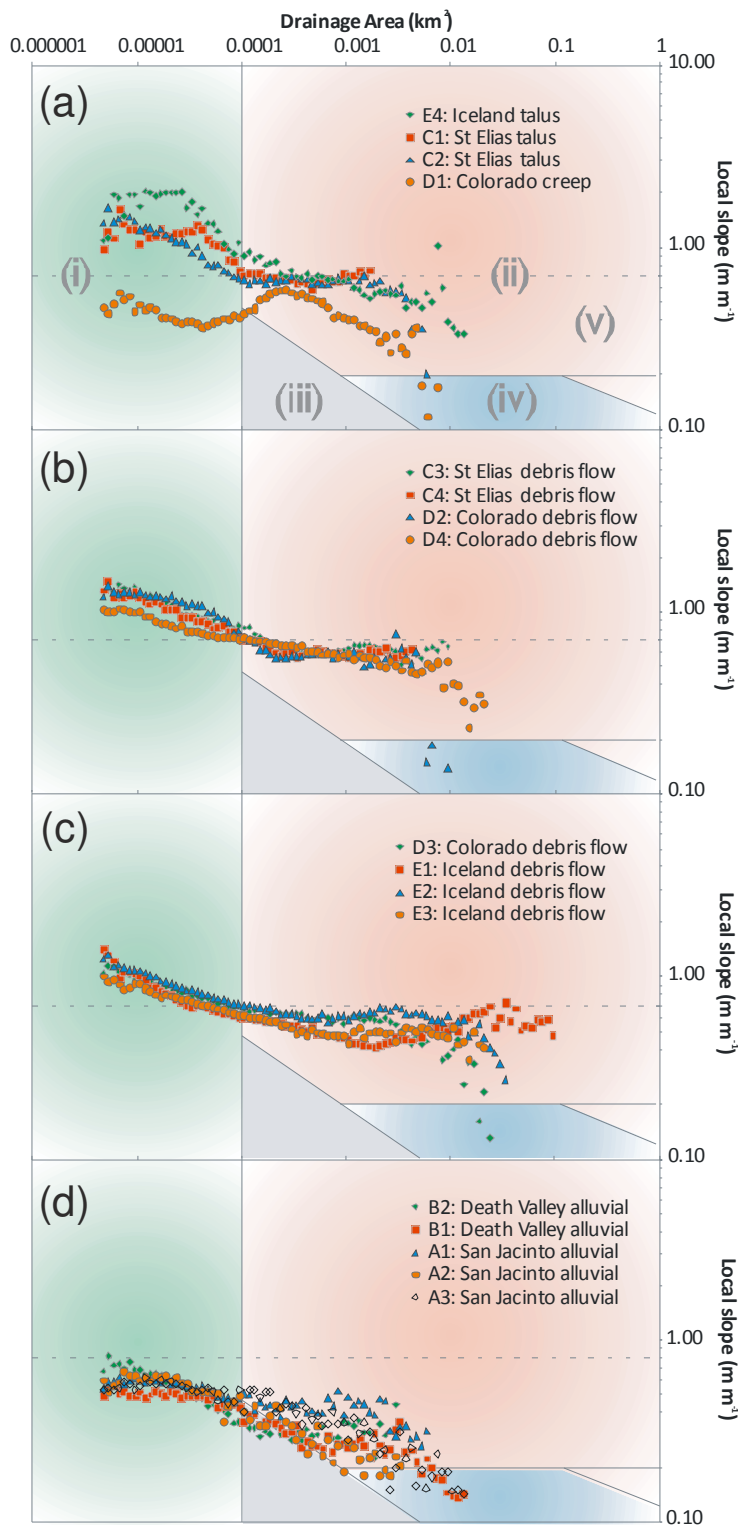 Drainage Area (km²)
0.000001 0.00001 0.0001 0.001 0.01 0.1 1
(a)
E4: Iceland talus
C1: St Elias talus
C2: St Elias talus
D1: Colorado creep
(i)
(ii)
(iii)
(iv)
(v)
10.00
1.00
0.10
Local slope (m m⁻¹)
(b)
C3: St Elias debris flow
C4: St Elias debris flow
D2: Colorado debris flow
D4: Colorado debris flow
1.00
0.10
Local slope (m m⁻¹)
(c)
D3: Colorado debris flow
E1: Iceland debris flow
E2: Iceland debris flow
E3: Iceland debris flow
1.00
0.10
Local slope (m m⁻¹)
(d)
B2: Death Valley alluvial
B1: Death Valley alluvial
A1: San Jacinto alluvial
A2: San Jacinto alluvial
A3: San Jacinto alluvial
1.00
0.10
Local slope (m m⁻¹)